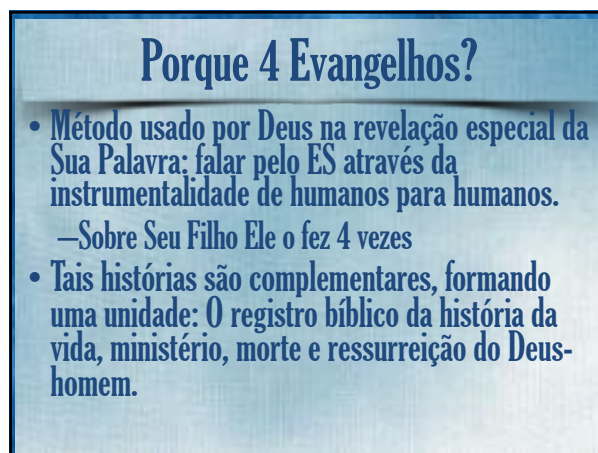 Porque 4 Evangelhos?
• Método usado por Deus na revelação especial da
Sua Palavra: falar pelo ES através da
instrumentalidade de humanos para humanos.
–Sobre Seu Filho Ele o fez 4 vezes
• Tais histórias são complementares, formando
uma unidade: O registro bíblico da história da
vida, ministério, morte e ressurreição do Deus-
homem.